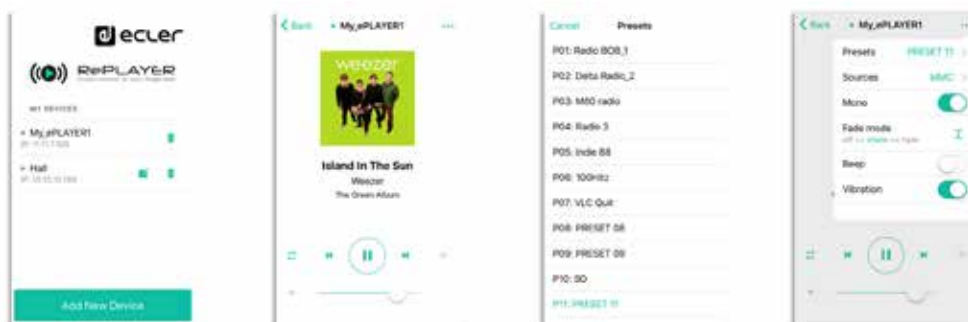 ecler
RePLAYER
MY DEVICES
My_ePLAYER1
Hall
Add New Device
Back
My_ePLAYER1
weezer
Island In The Sun
Weezer
The Green Album
Cancel
Presets
P01: Radio BOB_1
P02: Delta Radio_2
P03: M80 radio
P04: Radio 3
P05: Indie 88
P06: 100Hitz
P07: VLC Quit
P08: PRESET 08
P09: PRESET 09
P10: SD
P11: PRESET 11
Back
My_ePLAYER1
Presets PRESET 11
Sources MMC
Mono
Fade mode
Beep
Vibration